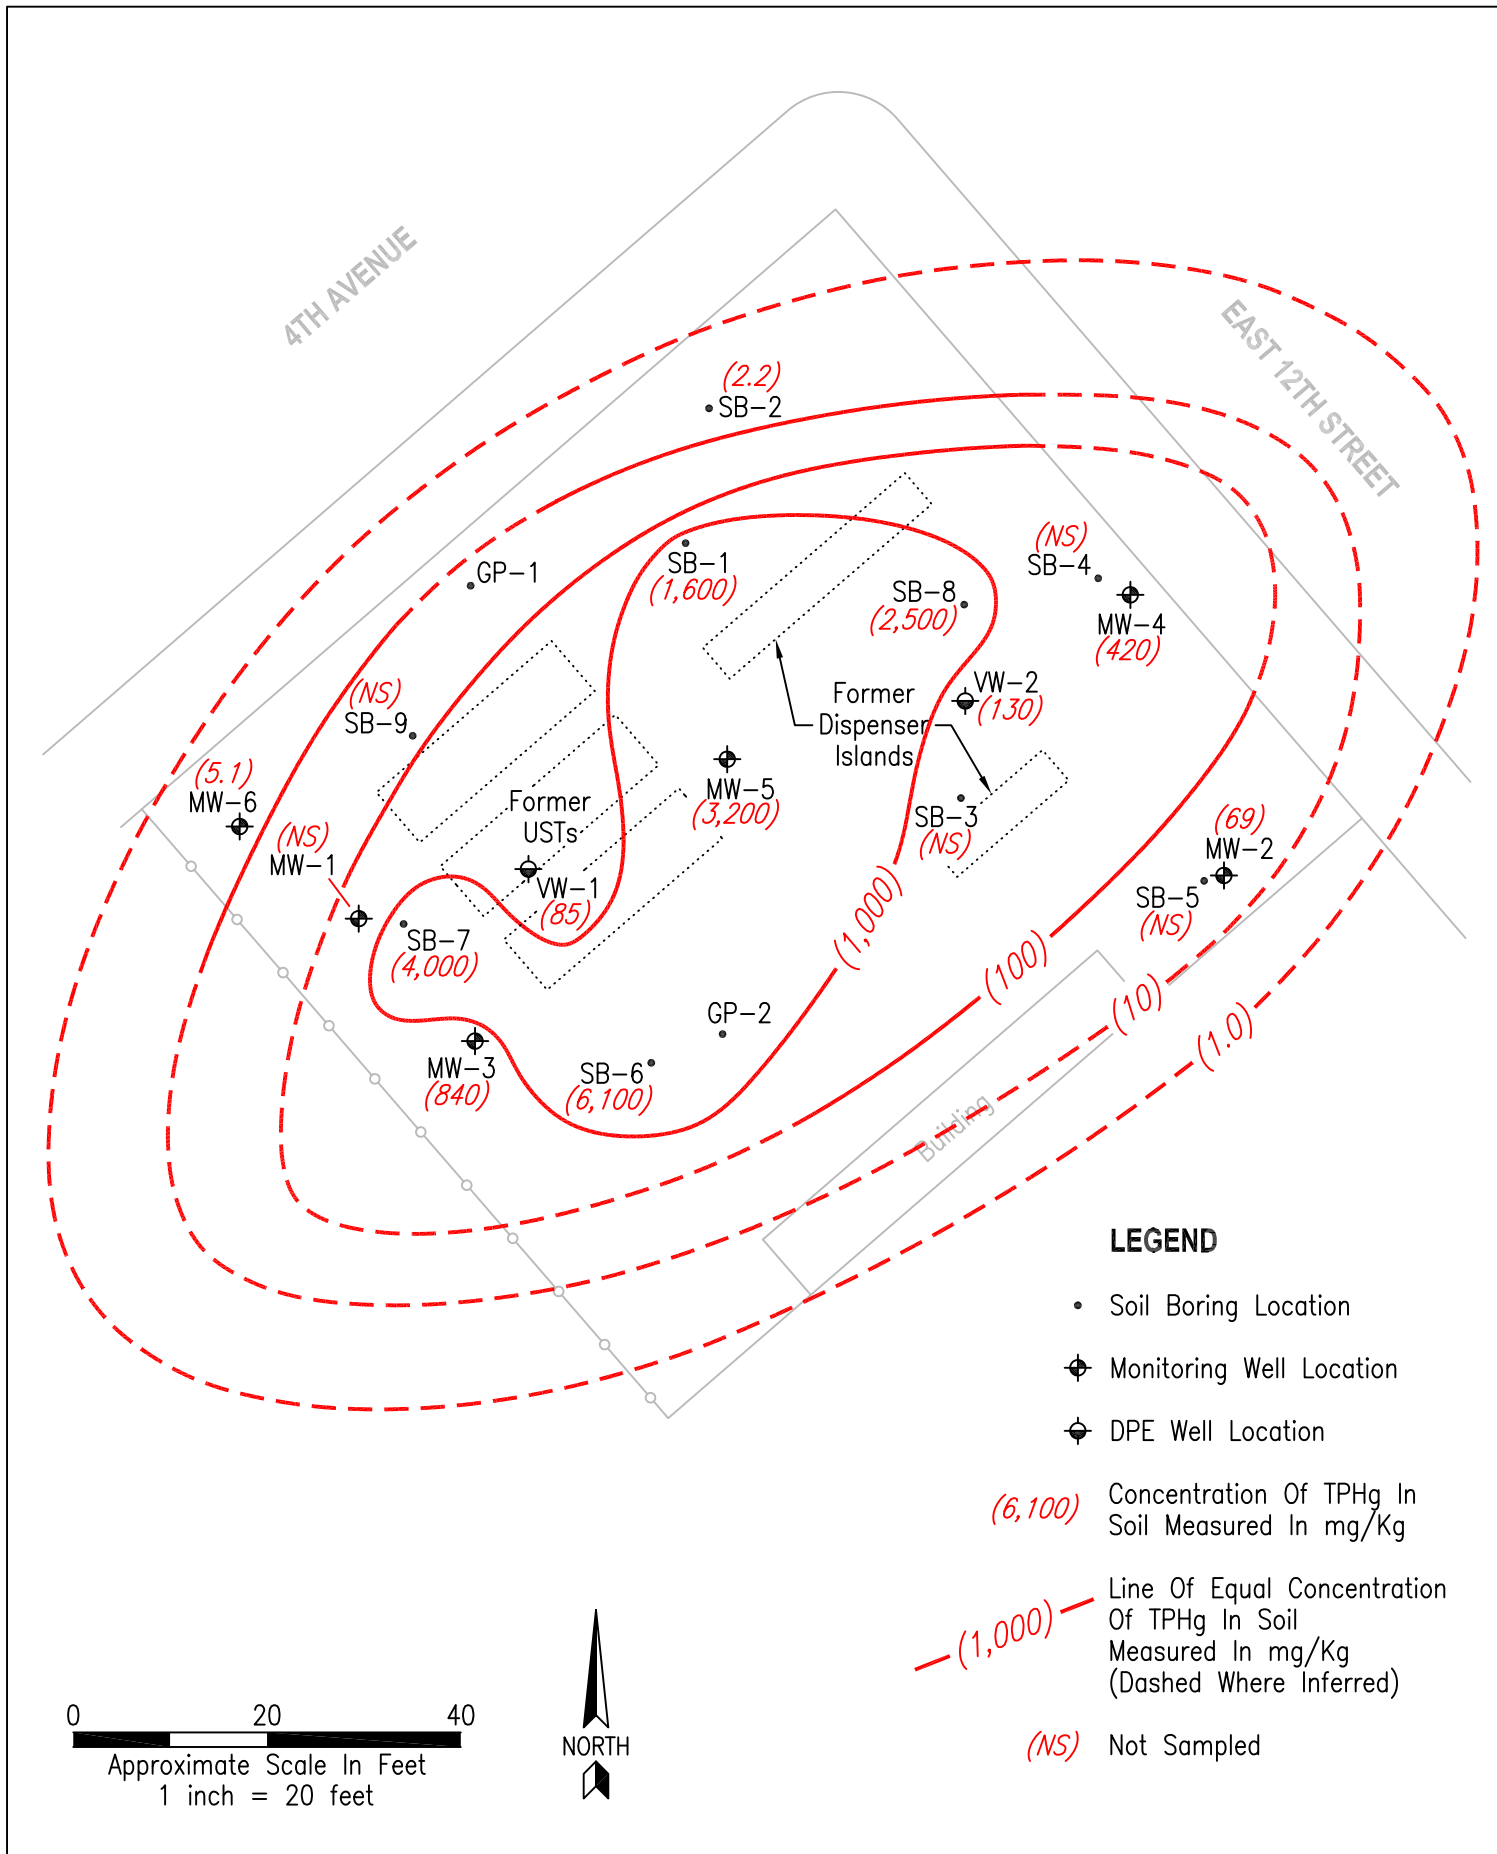 4TH AVENUE
EAST 12TH STREET
(2.2)
SB-2
GP-1
SB-1
(1,600)
(NS)
SB-4
SB-8
(2,500)
MW-4
(420)
(NS)
SB-9
Former
Dispenser
Islands
VW-2
(130)
(5.1)
MW-6
MW-5
(3,200)
Former
USTs
SB-3
(NS)
(NS)
MW-1
(69)
MW-2
VW-1
(85)
SB-5
(NS)
SB-7
(4,000)
(1,000)
(100)
(10)
(1.0)
GP-2
MW-3
(840)
SB-6
(6,100)
Building
LEGEND
Soil Boring Location
Monitoring Well Location
DPE Well Location
(6,100)
Concentration Of TPHg In
Soil Measured In mg/Kg
(1,000)
Line Of Equal Concentration
Of TPHg In Soil
Measured In mg/Kg
(Dashed Where Inferred)
(NS)
Not Sampled
0 20 40
Approximate Scale In Feet
1 inch = 20 feet
NORTH